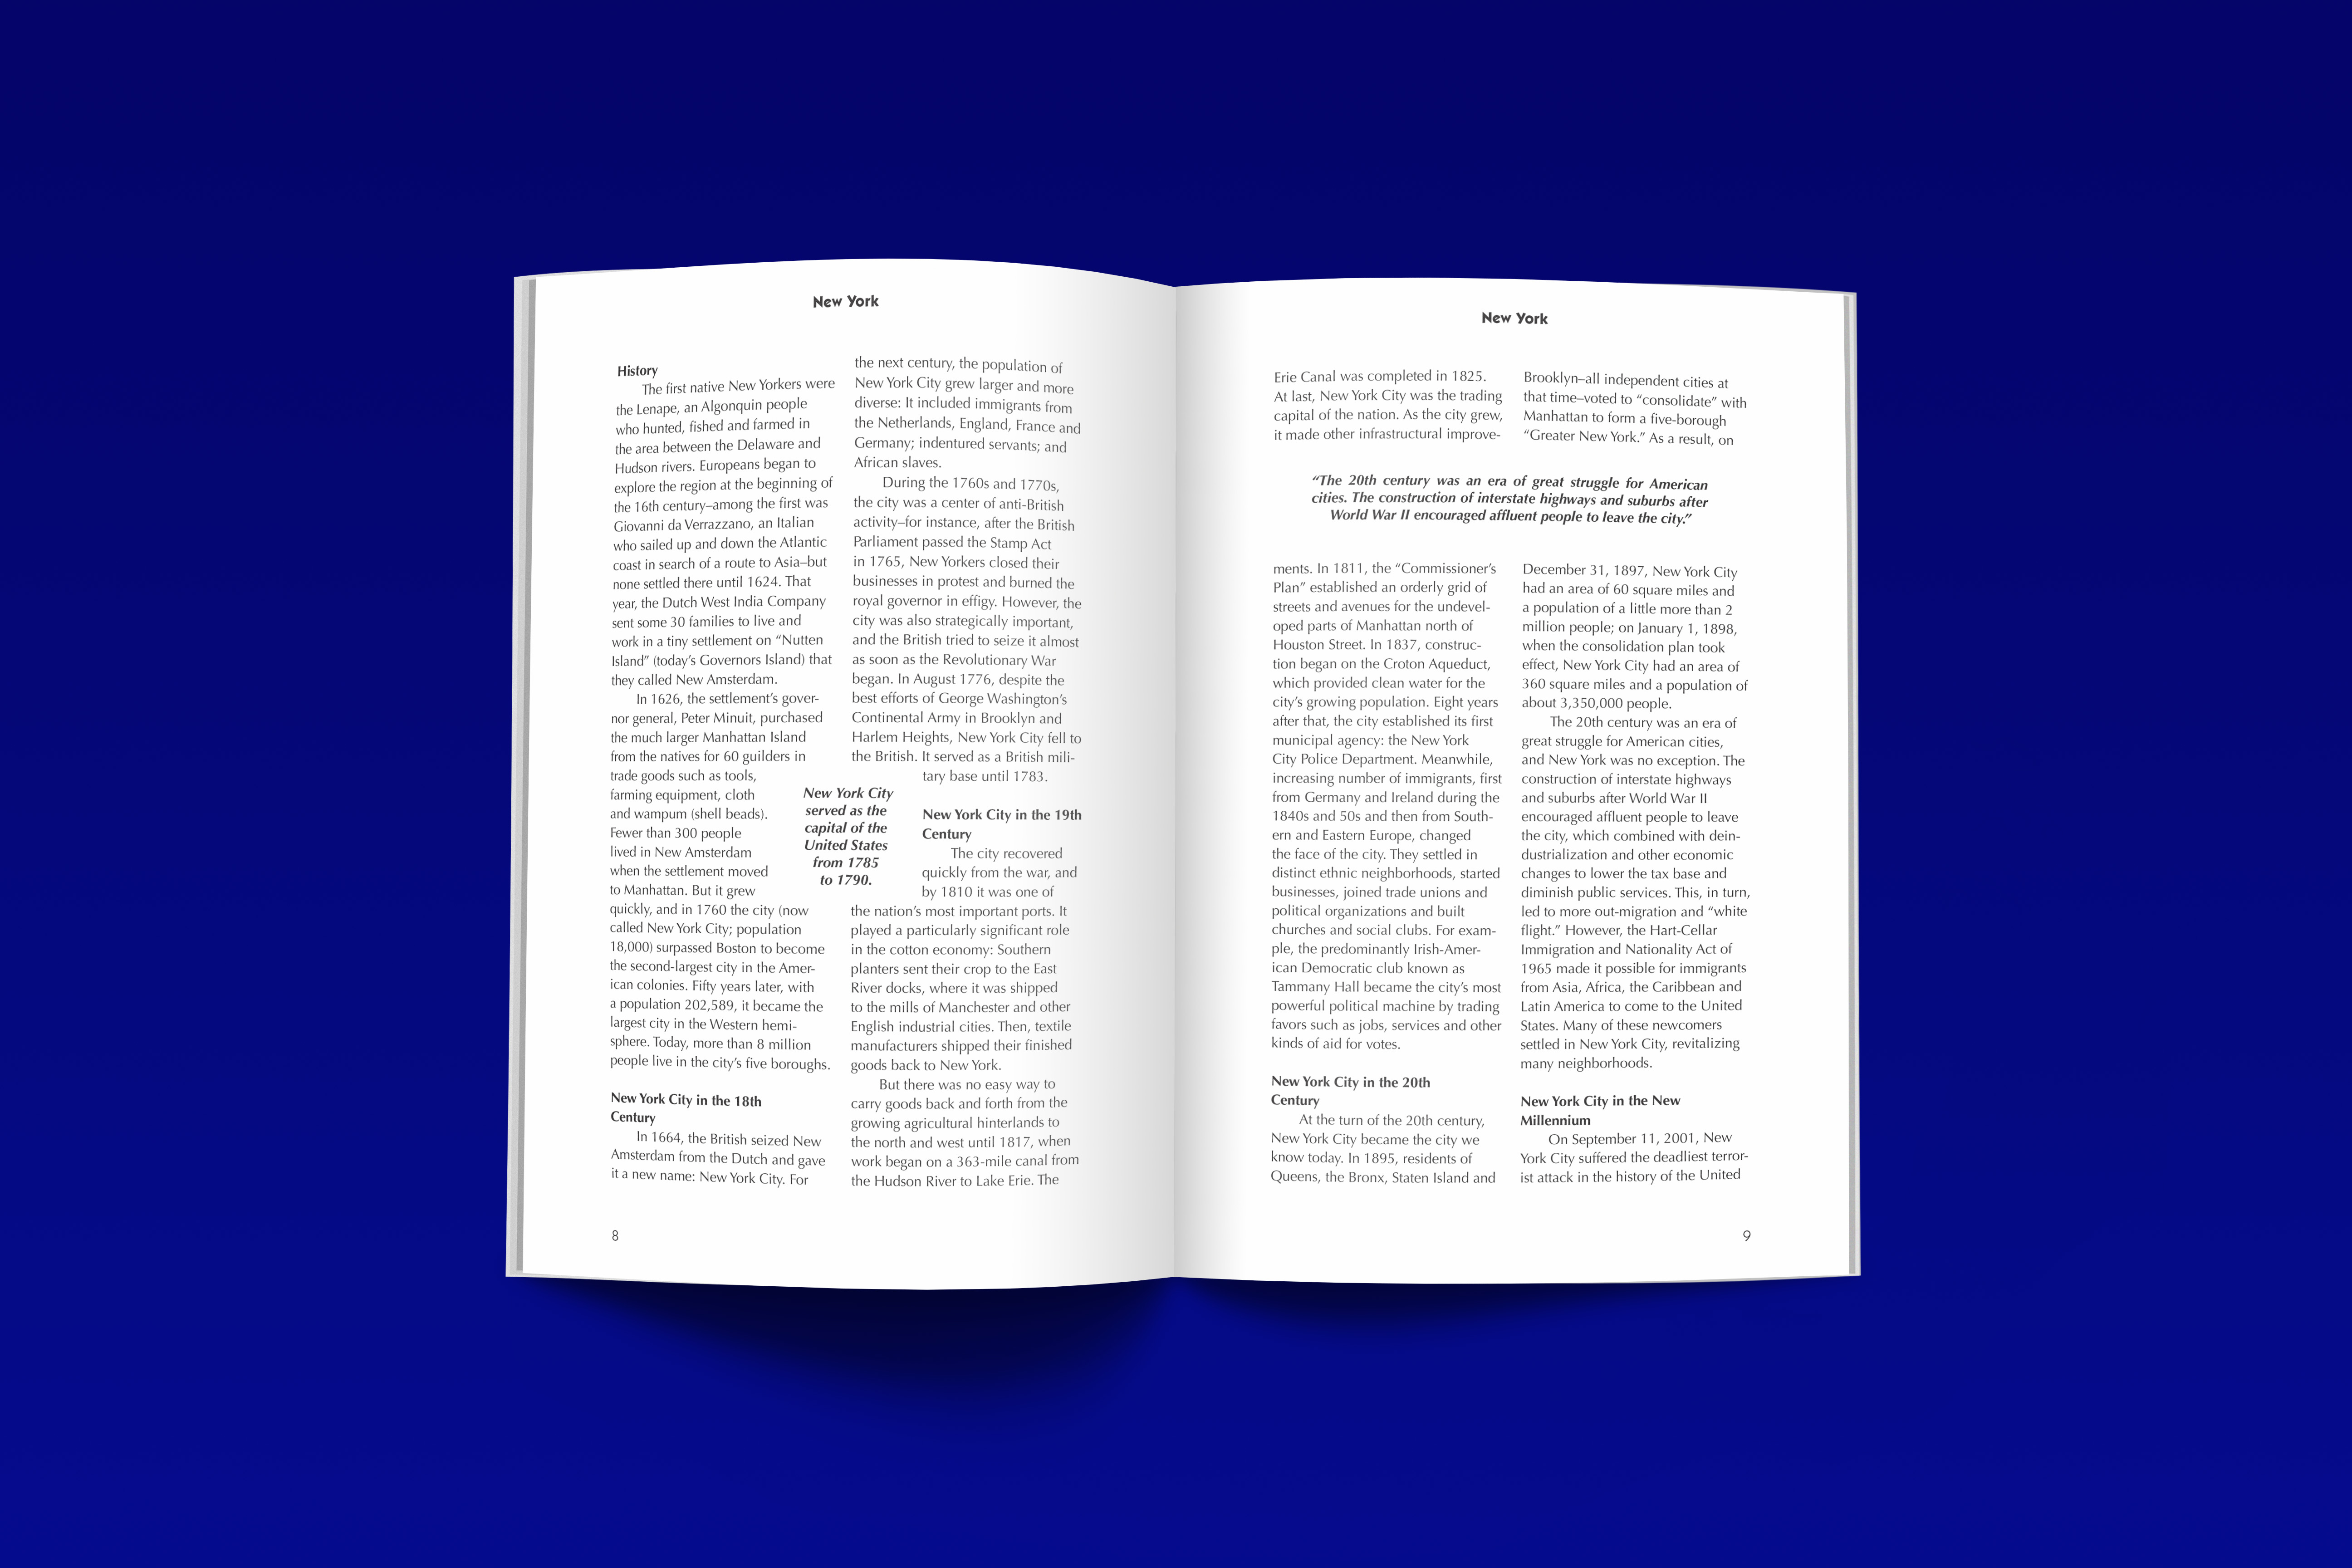 New York
History
The first native New Yorkers were
the Lenape, an Algonquin people
who hunted, fished and farmed in
the area between the Delaware and
Hudson rivers. Europeans began to
explore the region at the beginning of
the 16th century–among the first was
Giovanni da Verrazzano, an Italian
who sailed up and down the Atlantic
coast in search of a route to Asia–but
none settled there until 1624. That
year, the Dutch West India Company
sent some 30 families to live and
work in a tiny settlement on “Nutten
Island” (today’s Governors Island) that
they called New Amsterdam.
In 1626, the settlement’s gover-
nor general, Peter Minuit, purchased
the much larger Manhattan Island
from the natives for 60 guilders in
trade goods such as tools,
farming equipment, cloth
and wampum (shell beads).
Fewer than 300 people
lived in New Amsterdam
when the settlement moved
to Manhattan. But it grew
quickly, and in 1760 the city (now
called New York City; population
18,000) surpassed Boston to become
the second-largest city in the Amer-
ican colonies. Fifty years later, with
a population 202,589, it became the
largest city in the Western hemi-
sphere. Today, more than 8 million
people live in the city’s five boroughs.
New York City in the 18th
Century
In 1664, the British seized New
Amsterdam from the Dutch and gave
it a new name: New York City. For
the next century, the population of
New York City grew larger and more
diverse: It included immigrants from
the Netherlands, England, France and
Germany; indentured servants; and
African slaves.
During the 1760s and 1770s,
the city was a center of anti-British
activity–for instance, after the British
Parliament passed the Stamp Act
in 1765, New Yorkers closed their
businesses in protest and burned the
royal governor in effigy. However, the
city was also strategically important,
and the British tried to seize it almost
as soon as the Revolutionary War
began. In August 1776, despite the
best efforts of George Washington’s
Continental Army in Brooklyn and
Harlem Heights, New York City fell to
the British. It served as a British mili-
tary base until 1783.
New York City
served as the
capital of the
United States
from 1785
to 1790.
New York City in the 19th
Century
The city recovered
quickly from the war, and
by 1810 it was one of
the nation’s most important ports. It
played a particularly significant role
in the cotton economy: Southern
planters sent their crop to the East
River docks, where it was shipped
to the mills of Manchester and other
English industrial cities. Then, textile
manufacturers shipped their finished
goods back to New York.
But there was no easy way to
carry goods back and forth from the
growing agricultural hinterlands to
the north and west until 1817, when
work began on a 363-mile canal from
the Hudson River to Lake Erie. The
8
New York
Erie Canal was completed in 1825.
At last, New York City was the trading
capital of the nation. As the city grew,
it made other infrastructural improve-
“The 20th century was an era of great struggle for American
cities. The construction of interstate highways and suburbs after
World War II encouraged affluent people to leave the city.”
ments. In 1811, the “Commissioner’s
Plan” established an orderly grid of
streets and avenues for the undevel-
oped parts of Manhattan north of
Houston Street. In 1837, construc-
tion began on the Croton Aqueduct,
which provided clean water for the
city’s growing population. Eight years
after that, the city established its first
municipal agency: the New York
City Police Department. Meanwhile,
increasing number of immigrants, first
from Germany and Ireland during the
1840s and 50s and then from South-
ern and Eastern Europe, changed
the face of the city. They settled in
distinct ethnic neighborhoods, started
businesses, joined trade unions and
political organizations and built
churches and social clubs. For exam-
ple, the predominantly Irish-Amer-
ican Democratic club known as
Tammany Hall became the city’s most
powerful political machine by trading
favors such as jobs, services and other
kinds of aid for votes.
New York City in the 20th
Century
At the turn of the 20th century,
New York City became the city we
know today. In 1895, residents of
Queens, the Bronx, Staten Island and
Brooklyn–all independent cities at
that time–voted to “consolidate” with
Manhattan to form a five-borough
“Greater New York.” As a result, on
December 31, 1897, New York City
had an area of 60 square miles and
a population of a little more than 2
million people; on January 1, 1898,
when the consolidation plan took
effect, New York City had an area of
360 square miles and a population of
about 3,350,000 people.
The 20th century was an era of
great struggle for American cities,
and New York was no exception. The
construction of interstate highways
and suburbs after World War II
encouraged affluent people to leave
the city, which combined with dein-
dustrialization and other economic
changes to lower the tax base and
diminish public services. This, in turn,
led to more out-migration and “white
flight.” However, the Hart-Cellar
Immigration and Nationality Act of
1965 made it possible for immigrants
from Asia, Africa, the Caribbean and
Latin America to come to the United
States. Many of these newcomers
settled in New York City, revitalizing
many neighborhoods.
New York City in the New
Millennium
On September 11, 2001, New
York City suffered the deadliest terror-
ist attack in the history of the United
9